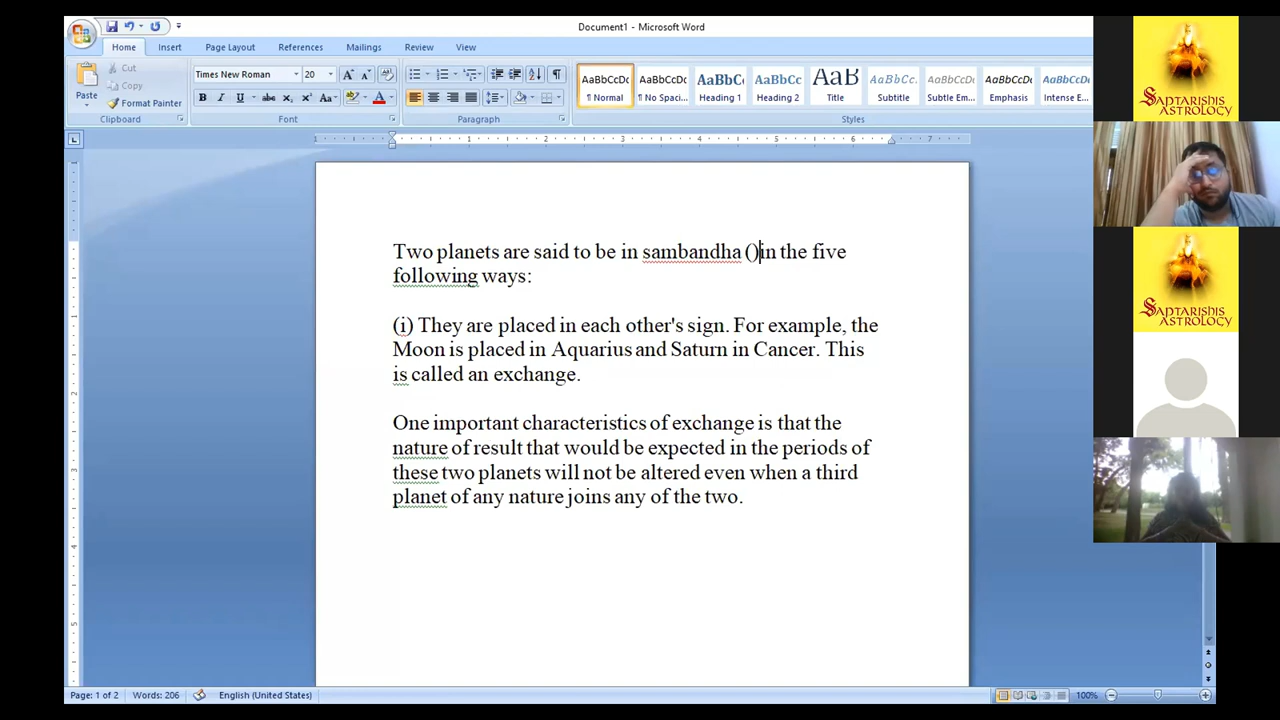 Document1 - Microsoft Word
Home Insert Page Layout References Mailings Review View
Paste
Cut
Copy
Format Painter
Clipboard
Times New Roman 20
B I U abc x₂ x² Aa A
Font
Paragraph
AaBbCcDc AaBbCcDc AaBbC AaBbCc AaB AaBbCc. AaBbCcDc AaBbCcDc AaBbCcDc
¶ Normal ¶ No Spaci... Heading 1 Heading 2 Title Subtitle Subtle Em... Emphasis Intense E...
Styles
Two planets are said to be in sambandha ()in the five
following ways:
(i) They are placed in each other's sign. For example, the
Moon is placed in Aquarius and Saturn in Cancer. This
is called an exchange.
One important characteristics of exchange is that the
nature of result that would be expected in the periods of
these two planets will not be altered even when a third
planet of any nature joins any of the two.
Page: 1 of 2 Words: 206 English (United States) 100%
SAPTARISHIS
ASTROLOGY
SAPTARISHIS
ASTROLOGY